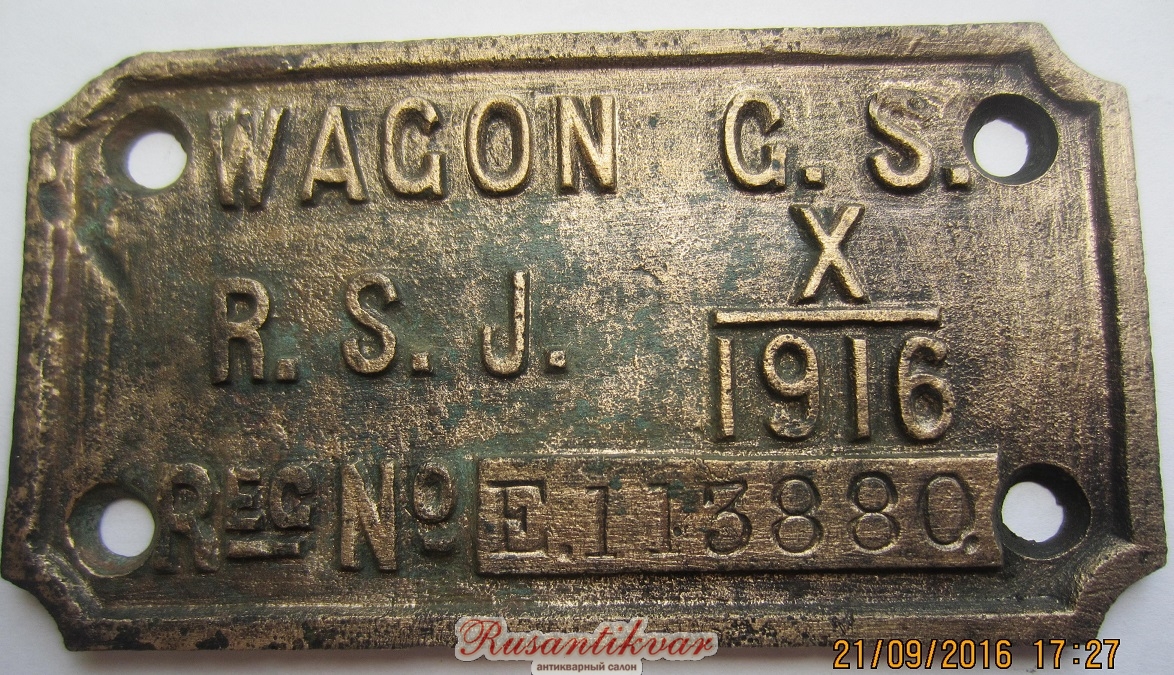 WAGON G. S.
R. S. J.
X
1916
REG NO E.113880.
Rusantikvar
антикварный салон
21/09/2016 17:27